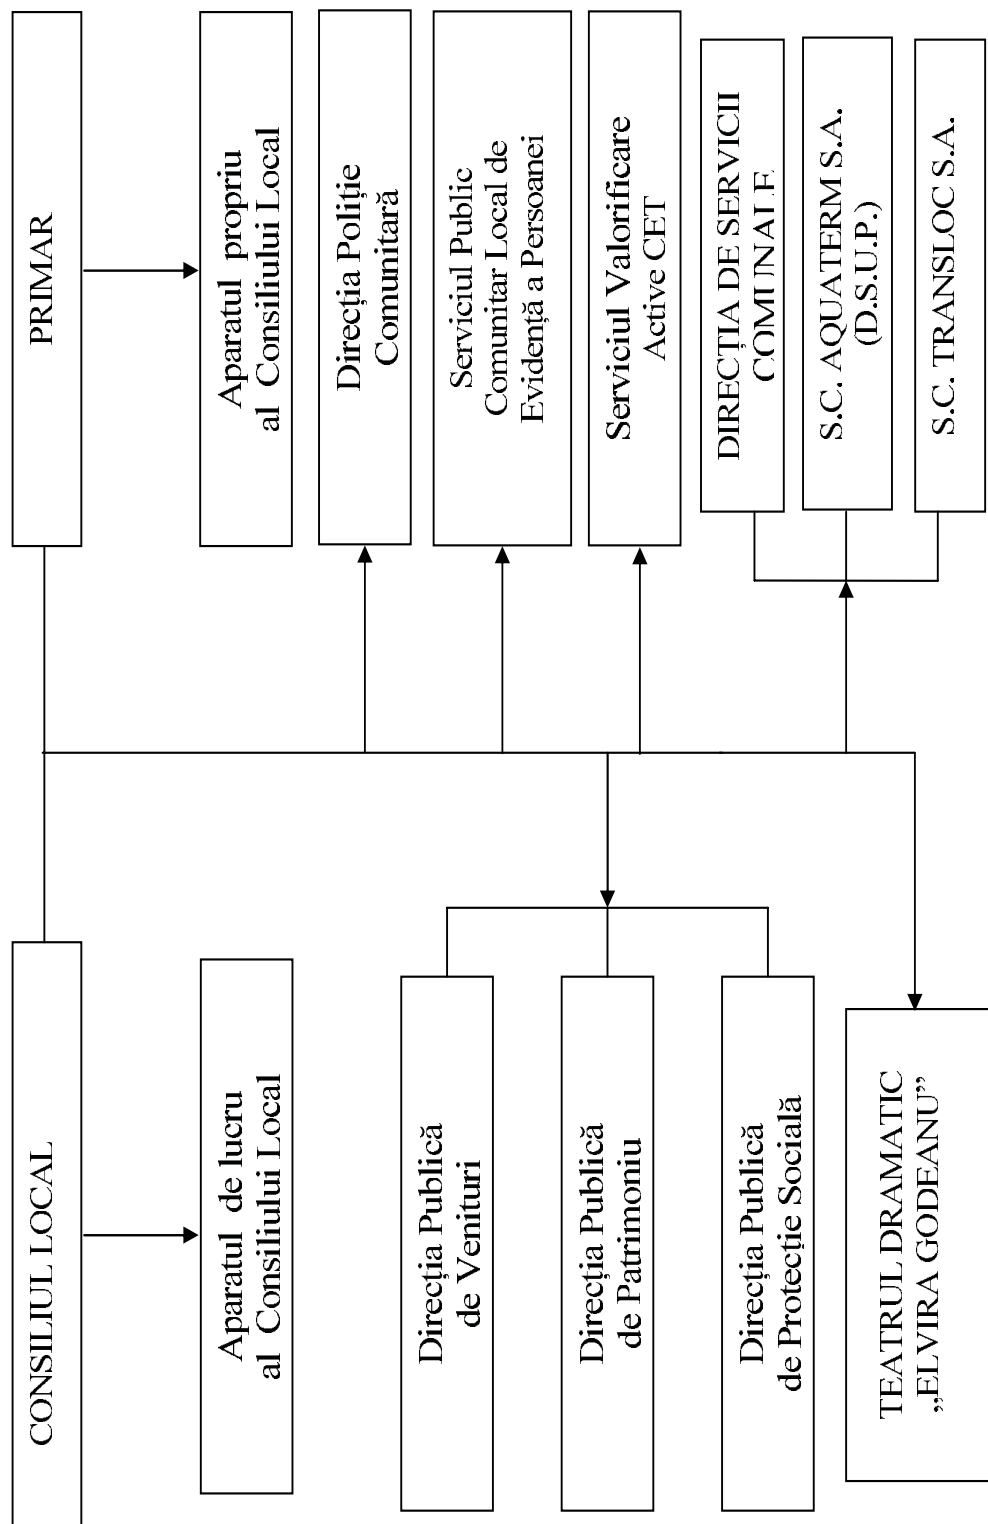 CONSILIUL LOCAL
PRIMAR
Aparatul de lucru
al Consiliului Local
Aparatul propriu
al Consiliului Local
Direcția Publică
de Venituri
Direcția Publică
de Patrimoniu
Direcția Publică
de Protecție Socială
TEATRUL DRAMATIC
„ELVIRA GODEANU”
Direcția Poliție
Comunitară
Serviciul Public
Comunitar Local de
Evidență a Persoanei
Serviciul Valorificare
Active CET
DIRECȚIA DE SERVICII
COMUNALE
S.C. AQUATERM S.A.
(D.S.U.P.)
S.C. TRANSLOC S.A.